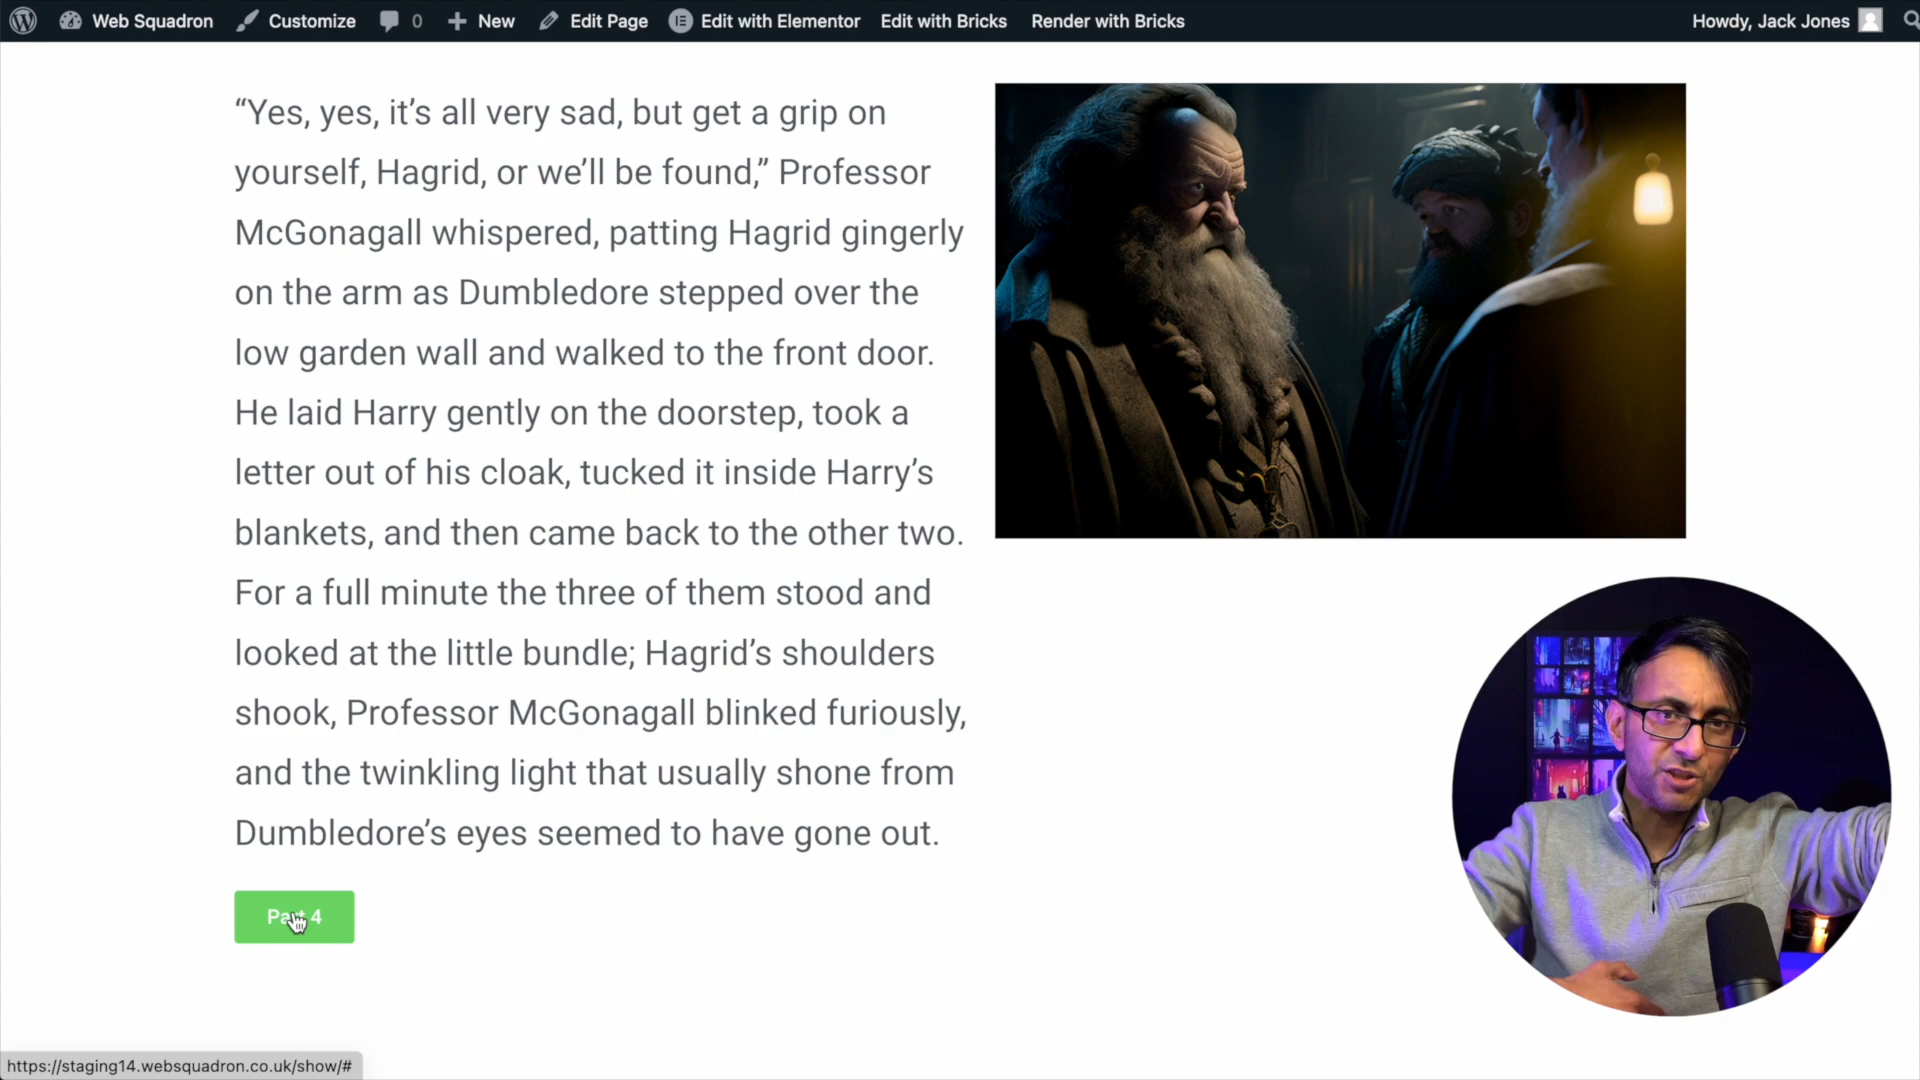 Web Squadron Customize 0 New Edit Page Edit with Elementor Edit with Bricks Render with Bricks Howdy, Jack Jones
“Yes, yes, it’s all very sad, but get a grip on
yourself, Hagrid, or we’ll be found,” Professor
McGonagall whispered, patting Hagrid gingerly
on the arm as Dumbledore stepped over the
low garden wall and walked to the front door.
He laid Harry gently on the doorstep, took a
letter out of his cloak, tucked it inside Harry’s
blankets, and then came back to the other two.
For a full minute the three of them stood and
looked at the little bundle; Hagrid’s shoulders
shook, Professor McGonagall blinked furiously,
and the twinkling light that usually shone from
Dumbledore’s eyes seemed to have gone out.
Part 4
https://staging14.websquadron.co.uk/show/#